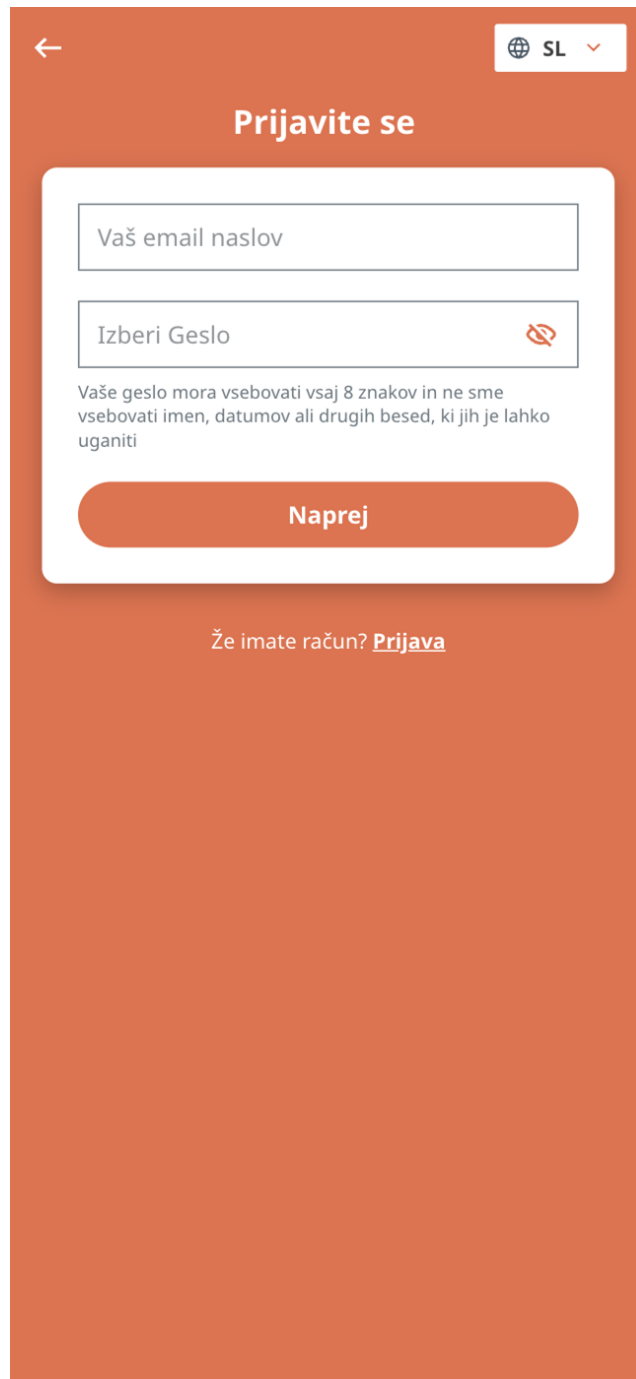 SL
Prijavite se
Vaš email naslov
Izberi Geslo
Vaše geslo mora vsebovati vsaj 8 znakov in ne sme
vsebovati imen, datumov ali drugih besed, ki jih je lahko
uganiti
Naprej
Že imate račun? Prijava